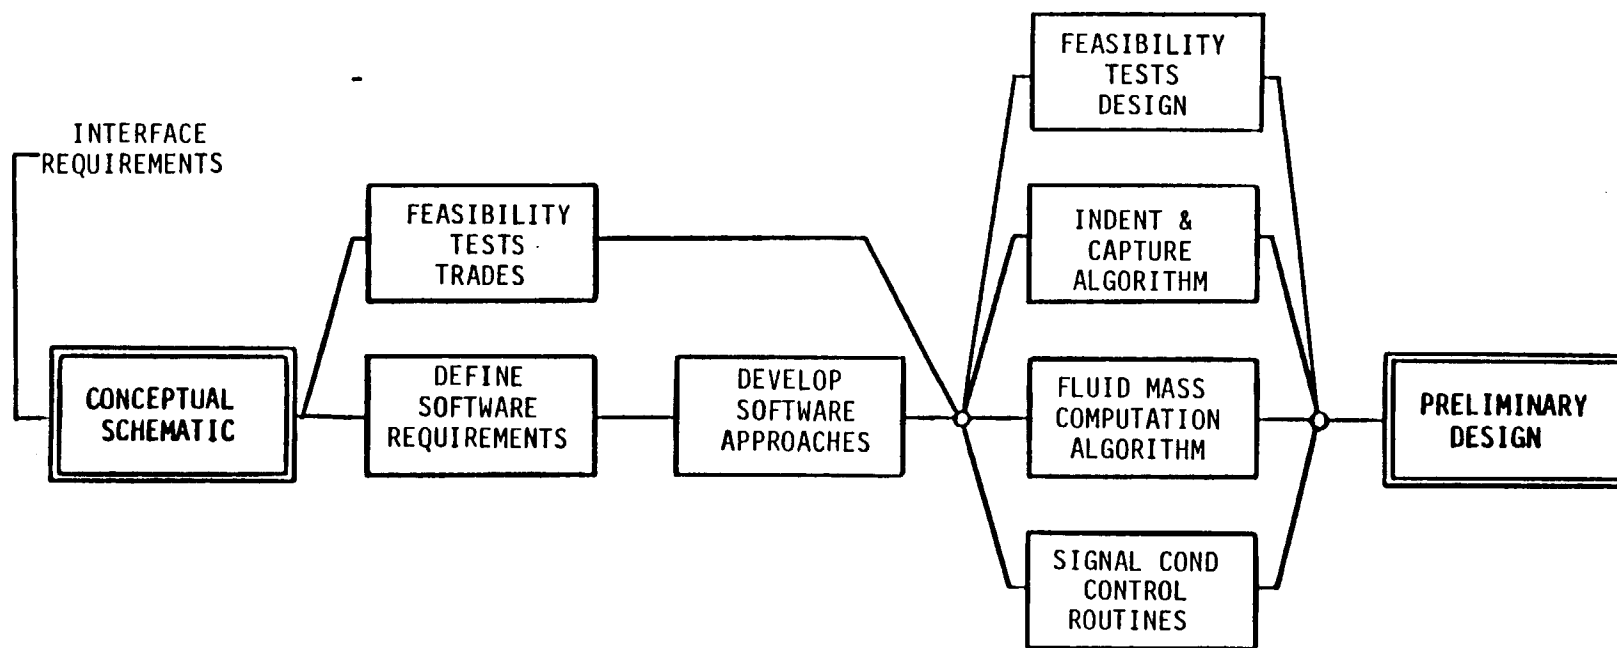 INTERFACE
REQUIREMENTS
CONCEPTUAL
SCHEMATIC
FEASIBILITY
TESTS
TRADES
DEFINE
SOFTWARE
REQUIREMENTS
DEVELOP
SOFTWARE
APPROACHES
FEASIBILITY
TESTS
DESIGN
INDENT &
CAPTURE
ALGORITHM
FLUID MASS
COMPUTATION
ALGORITHM
SIGNAL COND
CONTROL
ROUTINES
PRELIMINARY
DESIGN